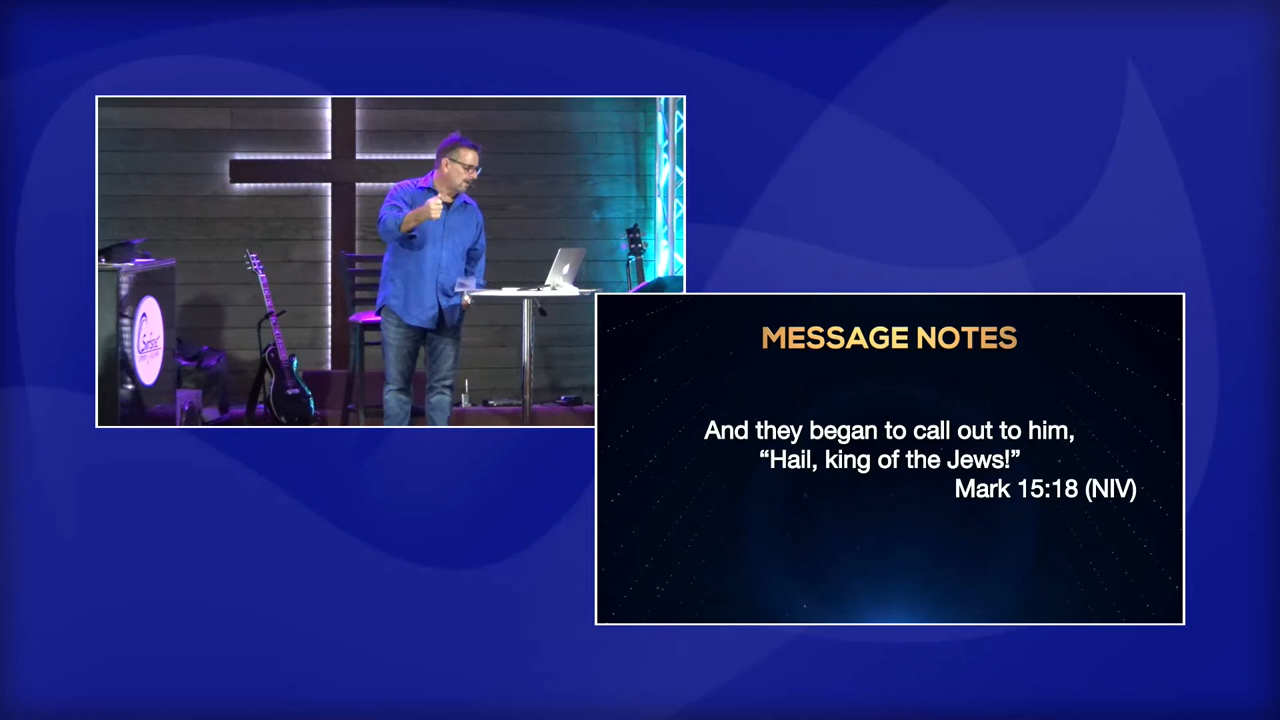 MESSAGE NOTES
And they began to call out to him,
“Hail, king of the Jews!”
Mark 15:18 (NIV)